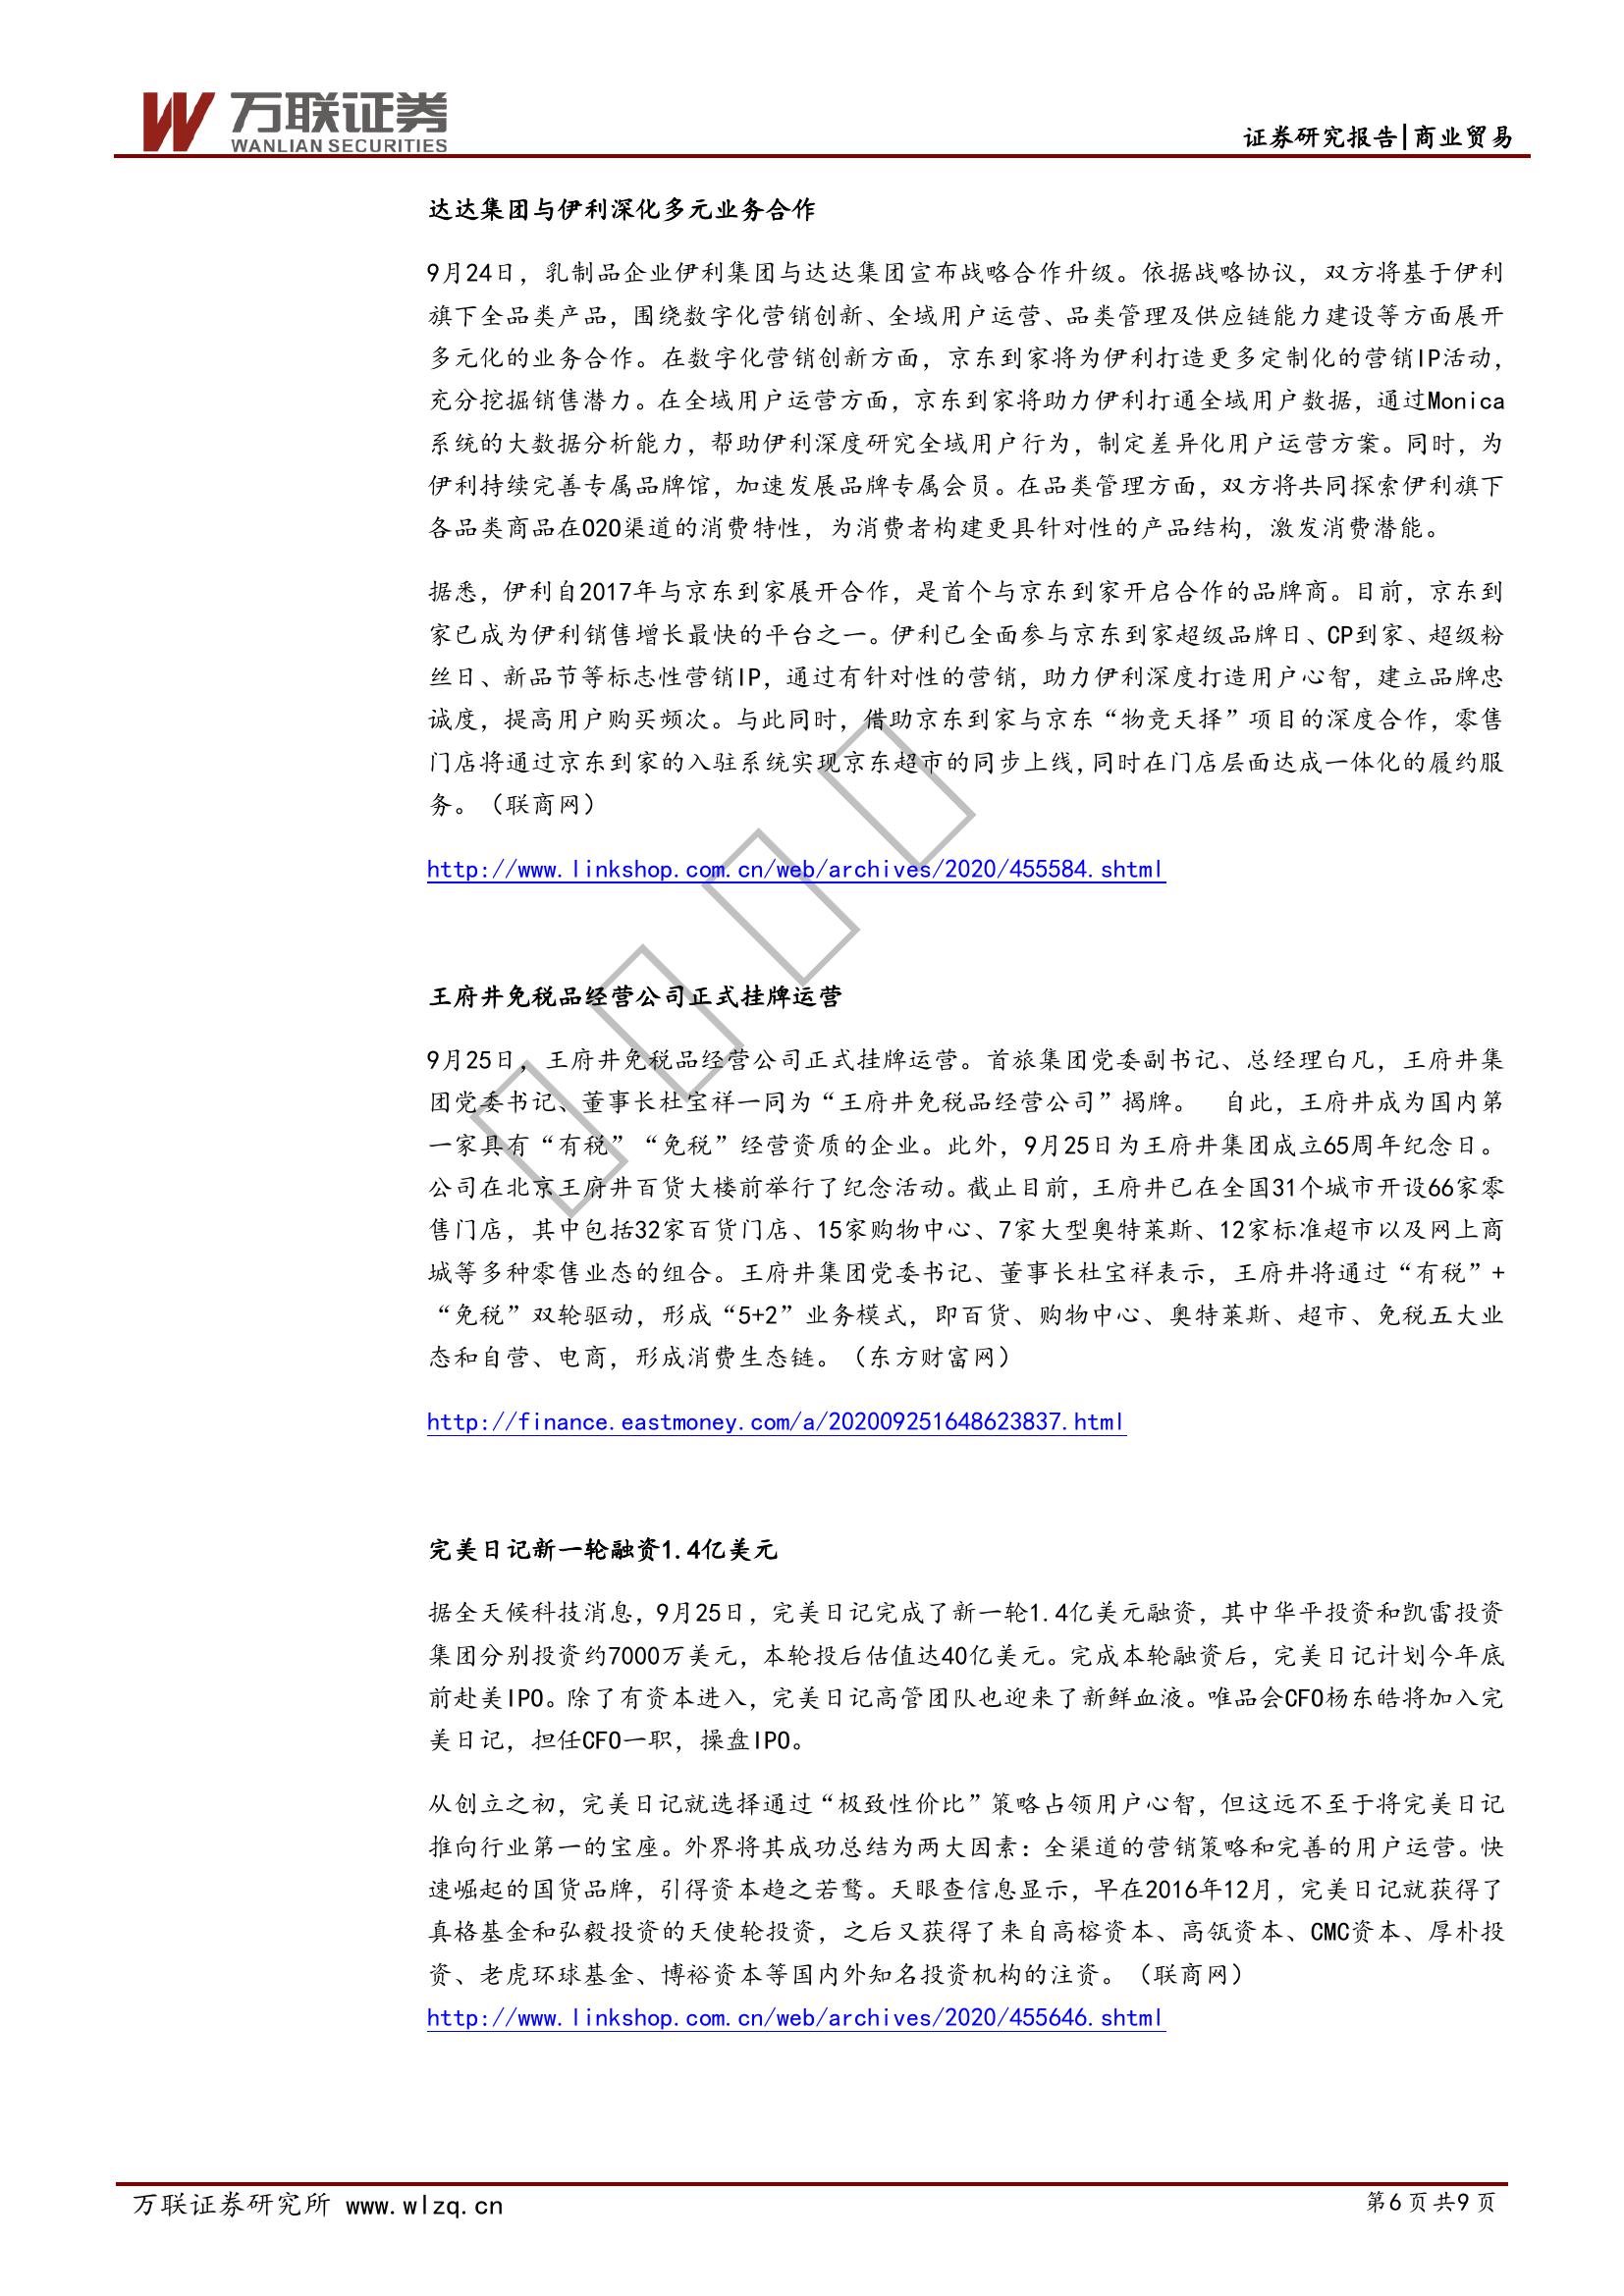 万联证券
WANLIAN SECURITIES
证券研究报告|商业贸易
达达集团与伊利深化多元业务合作
9月24日，乳制品企业伊利集团与达达集团宣布战略合作升级。依据战略协议，双方将基于伊利
旗下全品类产品，围绕数字化营销创新、全域用户运营、品类管理及供应链能力建设等方面展开
多元化的业务合作。在数字化营销创新方面，京东到家将为伊利打造更多定制化的营销IP活动，
充分挖掘销售潜力。在全域用户运营方面，京东到家将助力伊利打通全域用户数据，通过Monica
系统的大数据分析能力，帮助伊利深度研究全域用户行为，制定差异化用户运营方案。同时，为
伊利持续完善专属品牌馆，加速发展品牌专属会员。在品类管理方面，双方将共同探索伊利旗下
各品类商品在O2O渠道的消费特性，为消费者构建更具针对性的产品结构，激发消费潜能。
据悉，伊利自2017年与京东到家展开合作，是首个与京东到家开启合作的品牌商。目前，京东到
家已成为伊利销售增长最快的平台之一。伊利已全面参与京东到家超级品牌日、CP到家、超级粉
丝日、新品节等标志性营销IP，通过有针对性的营销，助力伊利深度打造用户心智，建立品牌忠
诚度，提高用户购买频次。与此同时，借助京东到家与京东“物竞天择”项目的深度合作，零售
门店将通过京东到家的入驻系统实现京东超市的同步上线，同时在门店层面达成一体化的履约服
务。（联商网）
http://www.linkshop.com.cn/web/archives/2020/455584.shtml
王府井免税品经营公司正式挂牌运营
9月25日，王府井免税品经营公司正式挂牌运营。首旅集团党委副书记、总经理白凡，王府井集
团党委书记、董事长杜宝祥一同为“王府井免税品经营公司”揭牌。 自此，王府井成为国内第
一家具有“有税”“免税”经营资质的企业。此外，9月25日为王府井集团成立65周年纪念日。
公司在北京王府井百货大楼前举行了纪念活动。截止目前，王府井已在全国31个城市开设66家零
售门店，其中包括32家百货门店、15家购物中心、7家大型奥特莱斯、12家标准超市以及网上商
城等多种零售业态的组合。王府井集团党委书记、董事长杜宝祥表示，王府井将通过“有税”+
“免税”双轮驱动，形成“5+2”业务模式，即百货、购物中心、奥特莱斯、超市、免税五大业
态和自营、电商，形成消费生态链。（东方财富网）
http://finance.eastmoney.com/a/202009251648623837.html
完美日记新一轮融资1.4亿美元
据全天候科技消息，9月25日，完美日记完成了新一轮1.4亿美元融资，其中华平投资和凯雷投资
集团分别投资约7000万美元，本轮投后估值达40亿美元。完成本轮融资后，完美日记计划今年底
前赴美IPO。除了有资本进入，完美日记高管团队也迎来了新鲜血液。唯品会CFO杨东皓将加入完
美日记，担任CFO一职，操盘IPO。
从创立之初，完美日记就选择通过“极致性价比”策略占领用户心智，但这远不至于将完美日记
推向行业第一的宝座。外界将其成功总结为两大因素：全渠道的营销策略和完善的用户运营。快
速崛起的国货品牌，引得资本趋之若鹜。天眼查信息显示，早在2016年12月，完美日记就获得了
真格基金和弘毅投资的天使轮投资，之后又获得了来自高榕资本、高瓴资本、CMC资本、厚朴投
资、老虎环球基金、博裕资本等国内外知名投资机构的注资。（联商网）
http://www.linkshop.com.cn/web/archives/2020/455646.shtml
万联证券研究所 www.wlzq.cn
第6页共9页